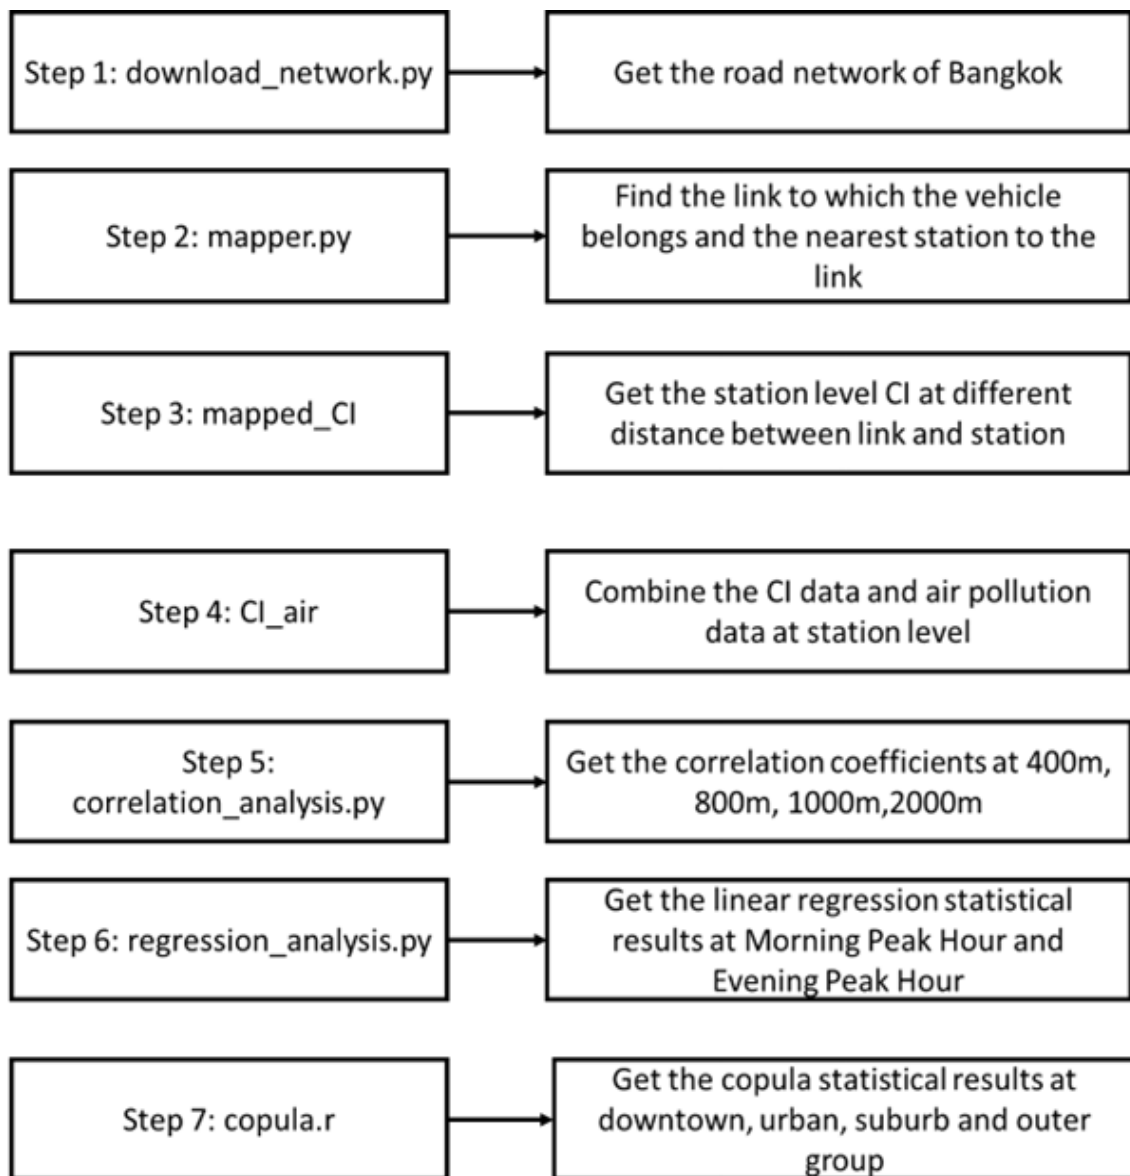 Step 1: download_network.py
Get the road network of Bangkok
Step 2: mapper.py
Find the link to which the vehicle
belongs and the nearest station to the
link
Step 3: mapped_CI
Get the station level CI at different
distance between link and station
Step 4: CI_air
Combine the CI data and air pollution
data at station level
Step 5:
correlation_analysis.py
Get the correlation coefficients at 400m,
800m, 1000m,2000m
Step 6: regression_analysis.py
Get the linear regression statistical
results at Morning Peak Hour and
Evening Peak Hour
Step 7: copula.r
Get the copula statistical results at
downtown, urban, suburb and outer
group